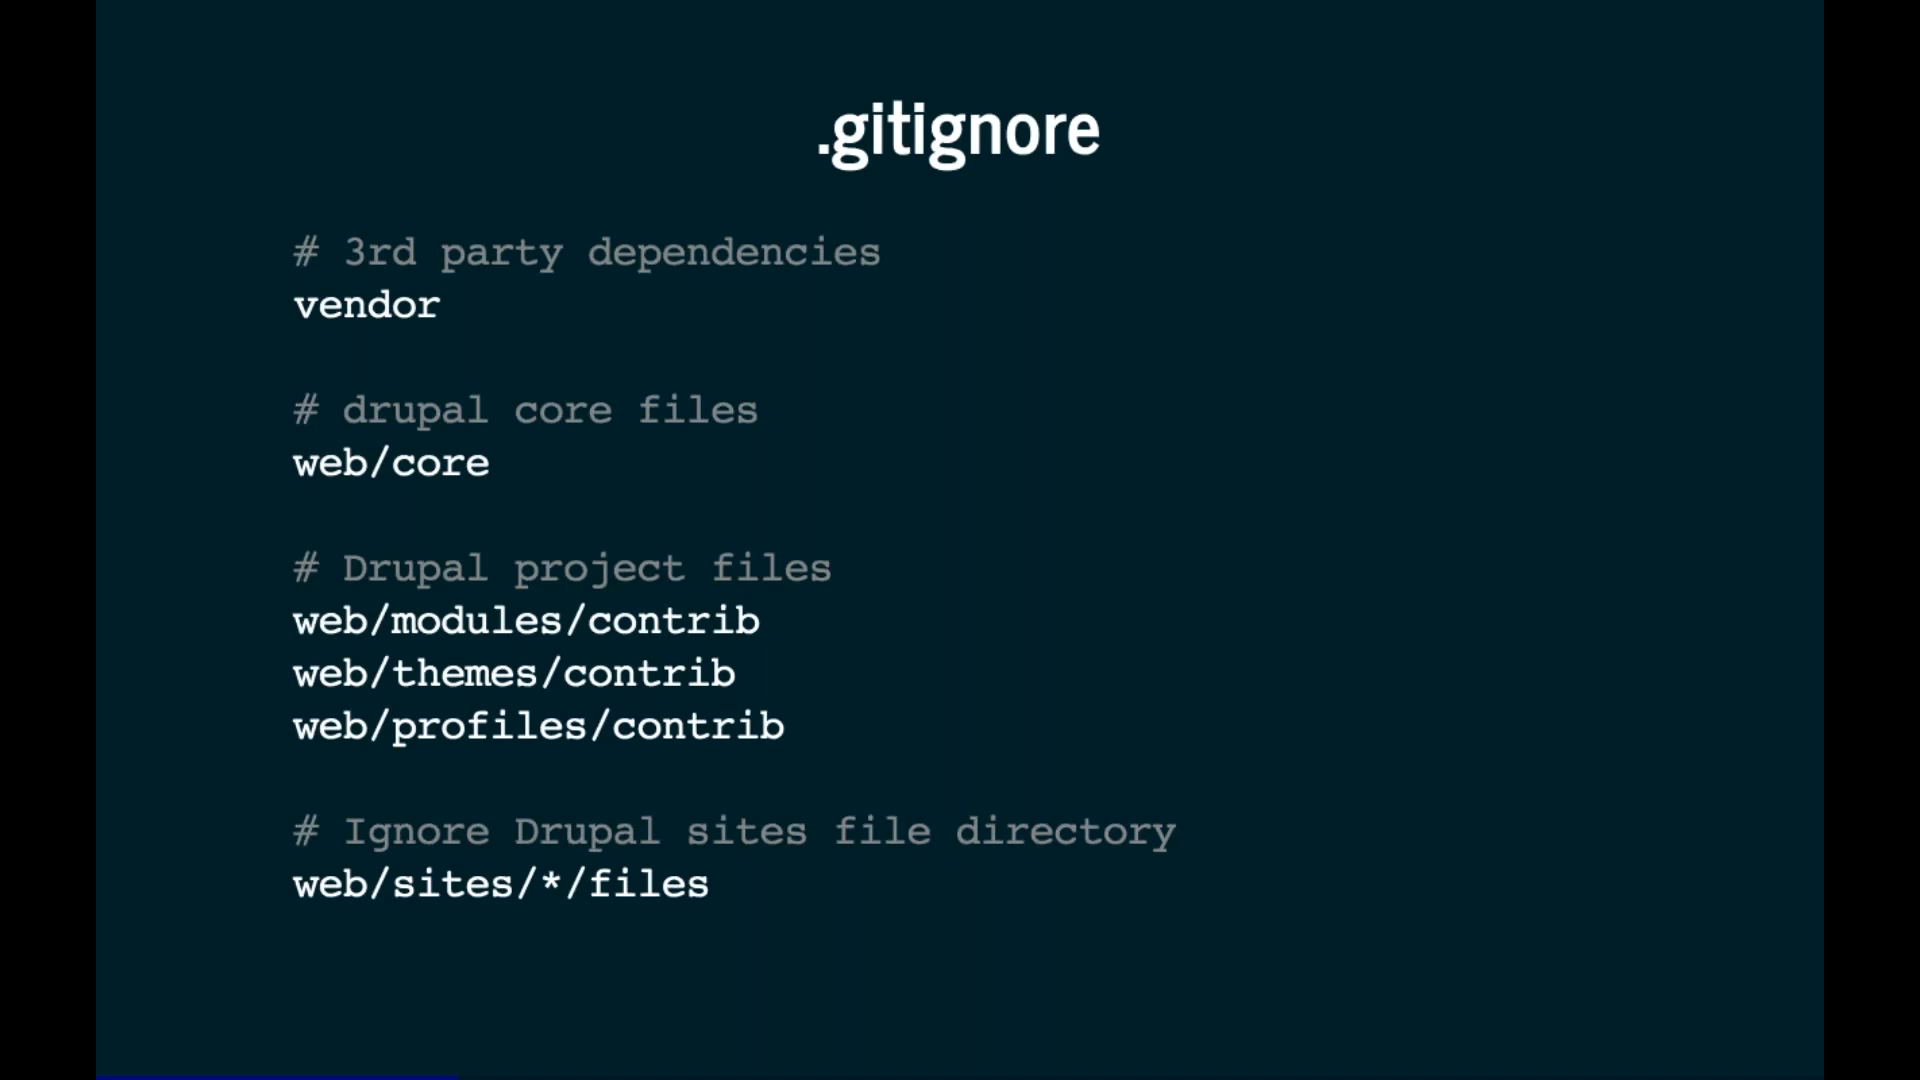 .gitignore
# 3rd party dependencies
vendor
# drupal core files
web/core
# Drupal project files
web/modules/contrib
web/themes/contrib
web/profiles/contrib
# Ignore Drupal sites file directory
web/sites/*/files